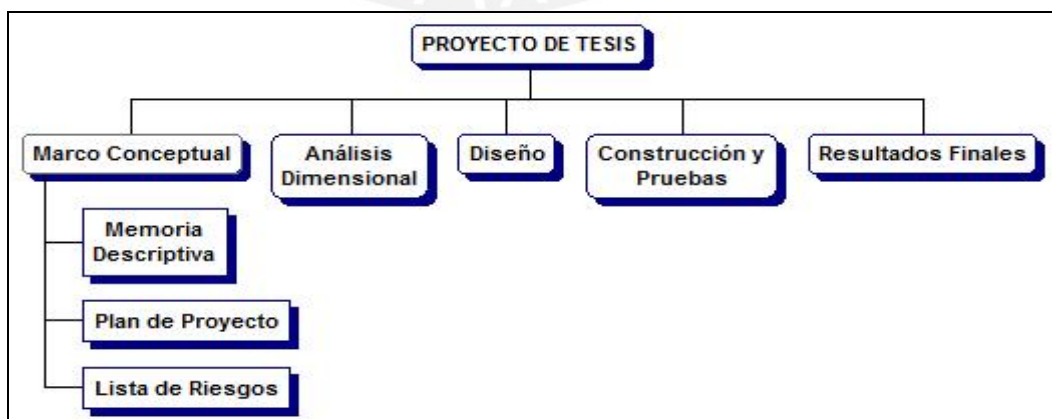 PROYECTO DE TESIS
Marco Conceptual
Análisis
Dimensional
Diseño
Construcción y
Pruebas
Resultados Finales
Memoria
Descriptiva
Plan de Proyecto
Lista de Riesgos